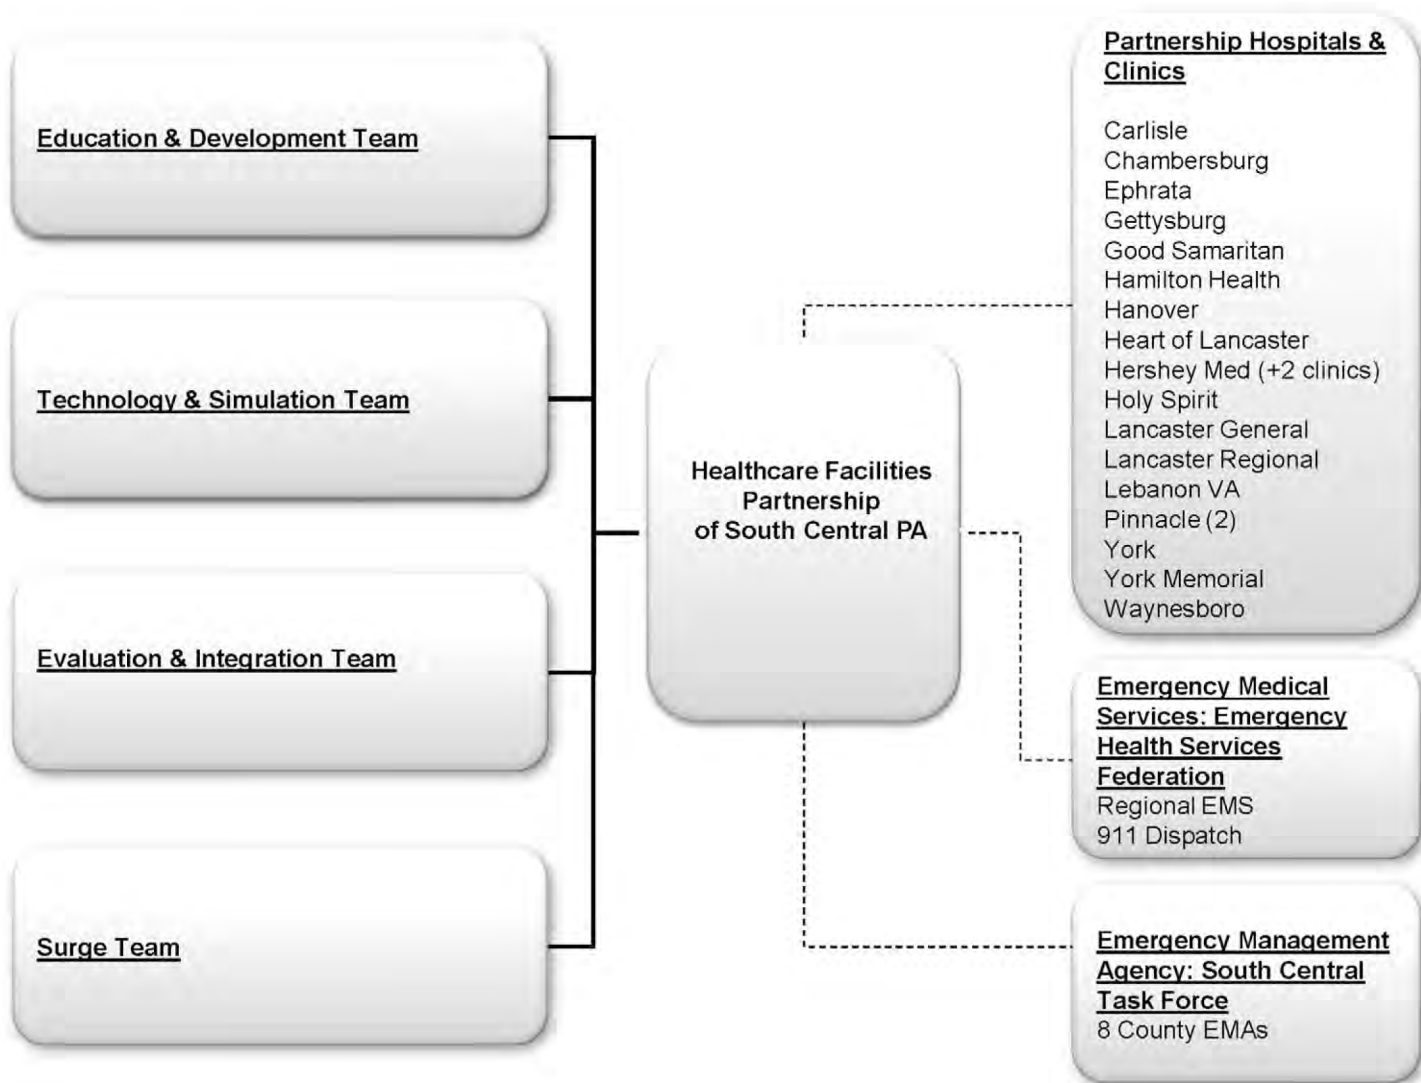 Education & Development Team
Technology & Simulation Team
Evaluation & Integration Team
Surge Team
Healthcare Facilities
Partnership
of South Central PA
Partnership Hospitals &
Clinics
Carlisle
Chambersburg
Ephrata
Gettysburg
Good Samaritan
Hamilton Health
Hanover
Heart of Lancaster
Hershey Med (+2 clinics)
Holy Spirit
Lancaster General
Lancaster Regional
Lebanon VA
Pinnacle (2)
York
York Memorial
Waynesboro
Emergency Medical
Services: Emergency
Health Services
Federation
Regional EMS
911 Dispatch
Emergency Management
Agency: South Central
Task Force
8 County EMAs